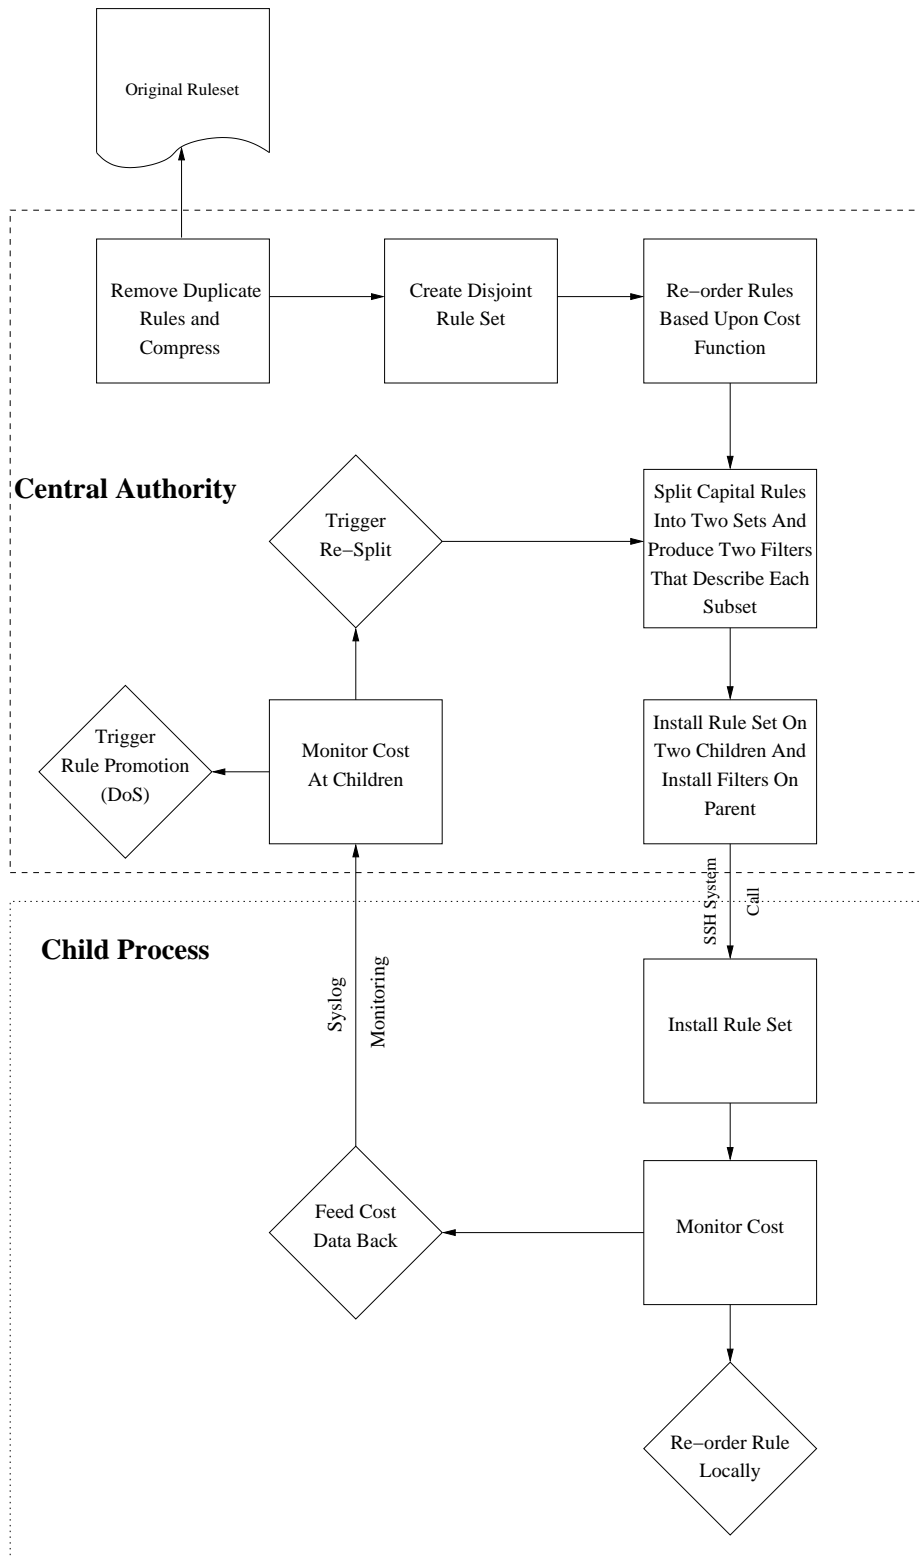 Original Ruleset
Remove Duplicate
Rules and
Compress
Create Disjoint
Rule Set
Re−order Rules
Based Upon Cost
Function
Central Authority
Trigger
Re−Split
Split Capital Rules
Into Two Sets And
Produce Two Filters
That Describe Each
Subset
Trigger
Rule Promotion
(DoS)
Monitor Cost
At Children
Install Rule Set On
Two Children And
Install Filters On
Parent
SSH System
Call
Child Process
Syslog
Monitoring
Install Rule Set
Feed Cost
Data Back
Monitor Cost
Re−order Rule
Locally